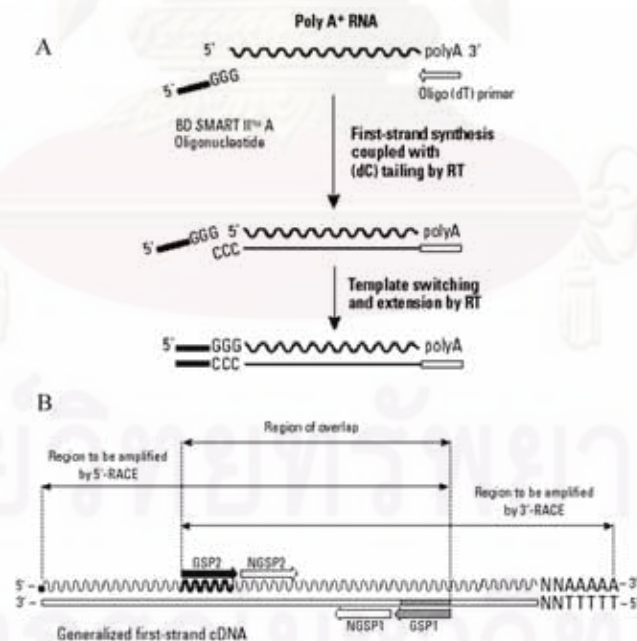 A
Poly A+ RNA
5' polyA 3'
5' GGG
Oligo (dT) primer
BD SMART II™ A
Oligonucleotide
First-strand synthesis
coupled with
(dC) tailing by RT
5' GGG 5' polyA
CCC
Template switching
and extension by RT
5' GGG polyA
CCC
B
Region of overlap
Region to be amplified
by 5'-RACE
Region to be amplified
by 3'-RACE
GSP2 NGSP2
5' – NNAAAAA – 3'
3' – NNTTTTT – 5'
NGSP1 GSP1
Generalized first-strand cDNA